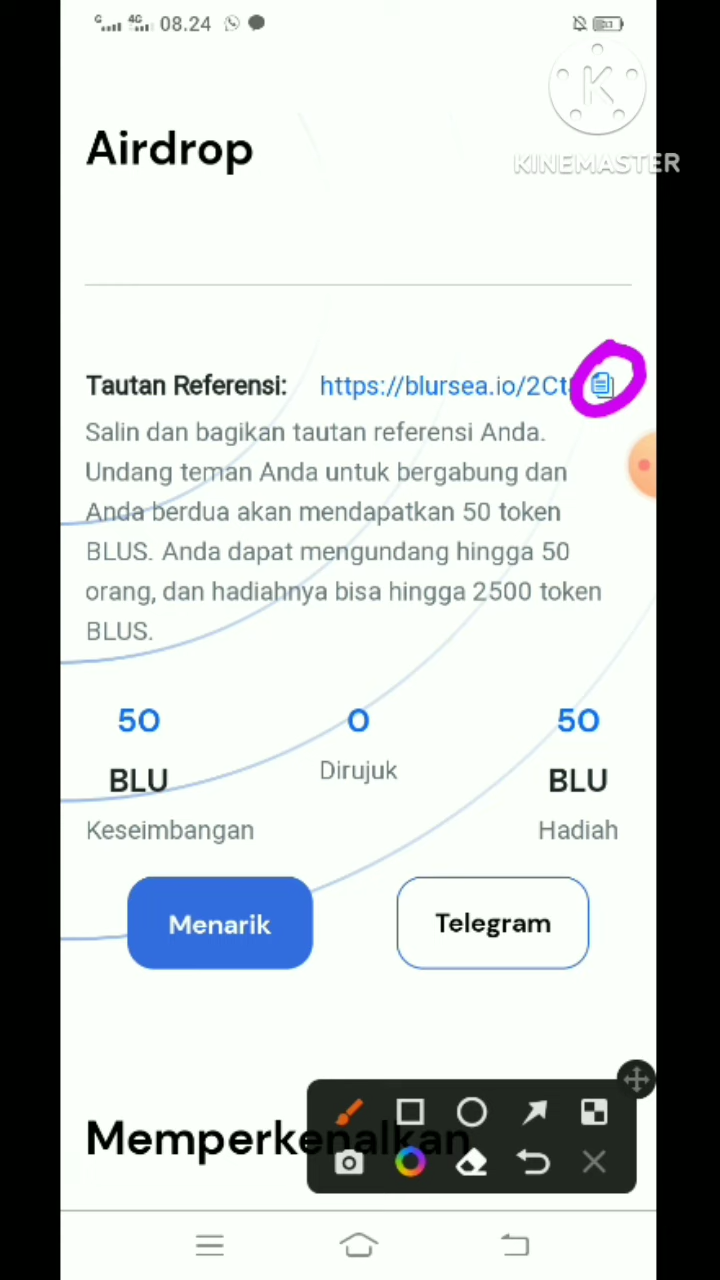 G 4G 08.24
KINEMASTER
Airdrop
Tautan Referensi: https://blursea.io/2Ct
Salin dan bagikan tautan referensi Anda.
Undang teman Anda untuk bergabung dan
Anda berdua akan mendapatkan 50 token
BLUS. Anda dapat mengundang hingga 50
orang, dan hadiahnya bisa hingga 2500 token
BLUS.
50 0 50
BLU Dirujuk BLU
Keseimbangan Hadiah
Menarik Telegram
Memperkenalkan